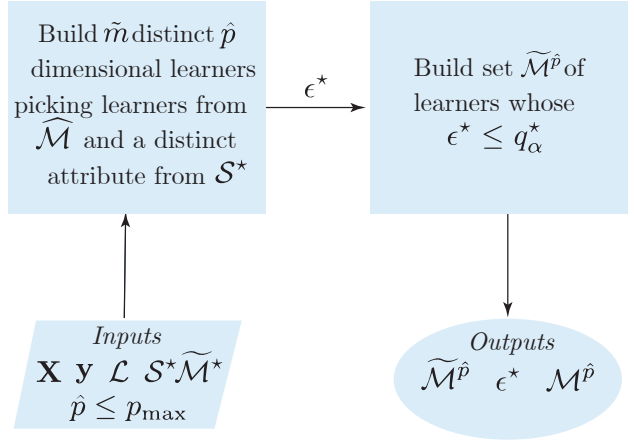 Build m̃ distinct p̂
dimensional learners
picking learners from
ℳ̂ and a distinct
attribute from 𝒮⋆
ϵ⋆
Build set ℳ̃^p̂ of
learners whose
ϵ⋆ ≤ q⋆_α
Inputs
𝐗 𝐲 ℒ 𝒮⋆ ℳ̃⋆
p̂ ≤ p_max
Outputs
ℳ̃^p̂ ϵ⋆ ℳ^p̂